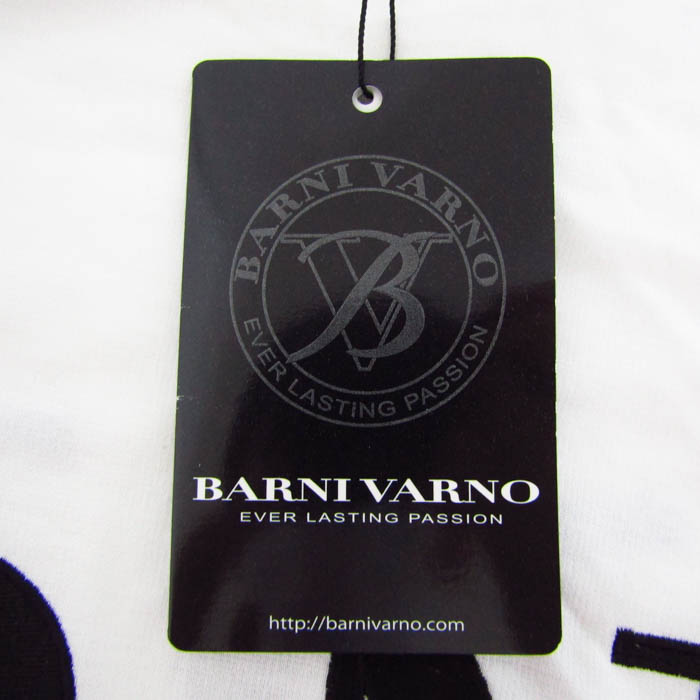 BARNI VARNO
BV
EVER LASTING PASSION
BARNI VARNO
EVER LASTING PASSION
http://barnivarno.com